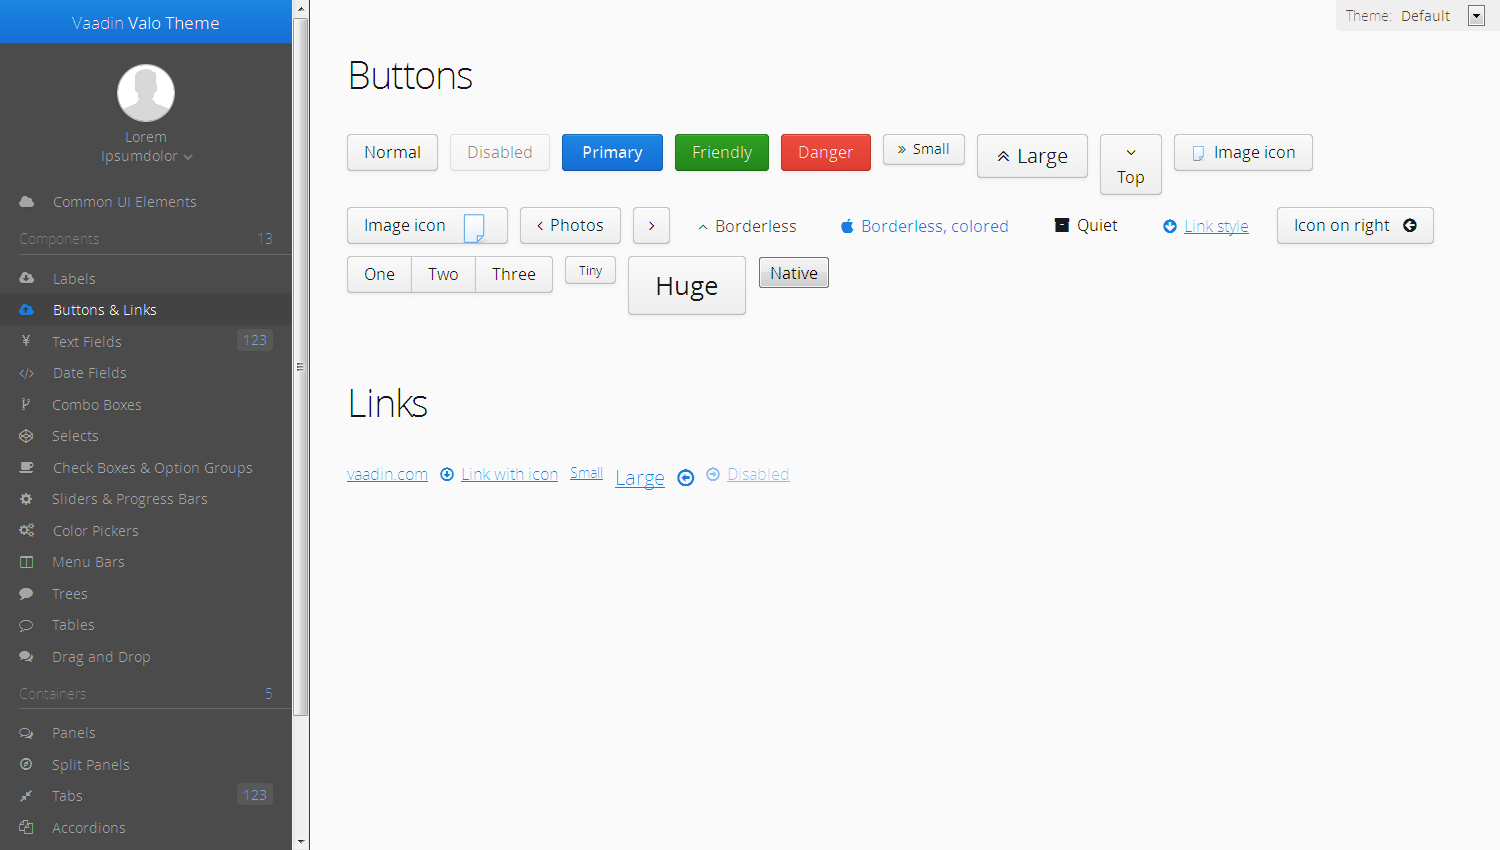 Vaadin Valo Theme
Lorem
Ipsumdolor
Common UI Elements
Components 13
Labels
Buttons & Links
Text Fields 123
Date Fields
Combo Boxes
Selects
Check Boxes & Option Groups
Sliders & Progress Bars
Color Pickers
Menu Bars
Trees
Tables
Drag and Drop
Containers 5
Panels
Split Panels
Tabs 123
Accordions
Theme: Default
Buttons
Normal Disabled Primary Friendly Danger Small Large Top Image icon
Image icon Photos Borderless Borderless, colored Quiet Link style Icon on right
One Two Three Tiny Huge Native
Links
vaadin.com Link with icon Small Large Disabled